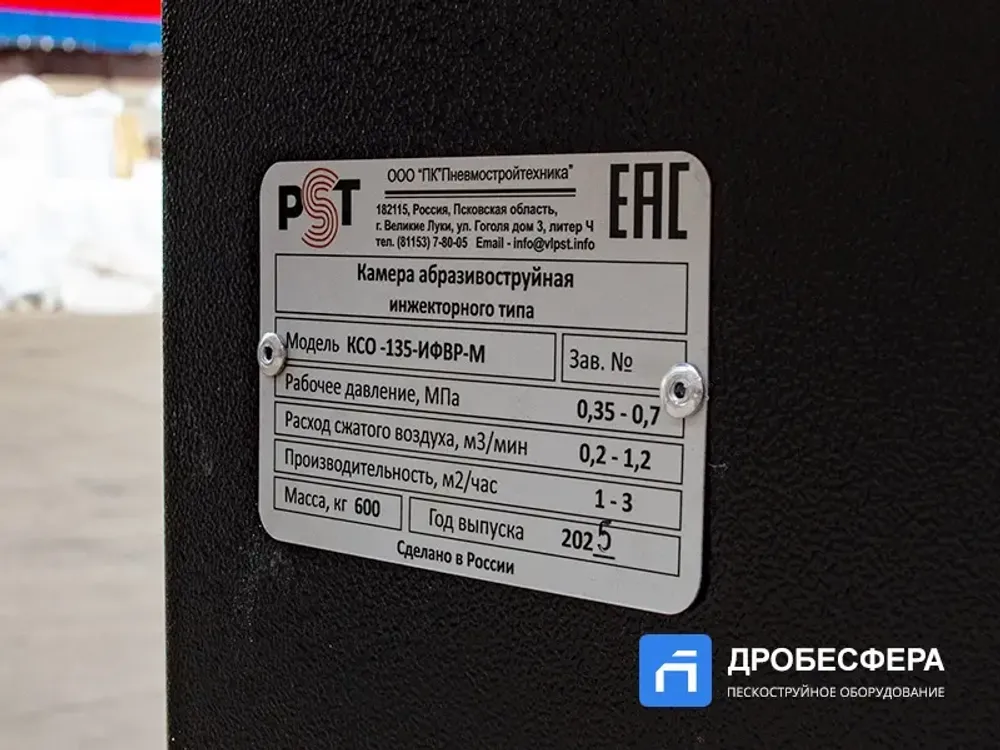 PST
ООО "ПК"Пневмостройтехника"
182115, Россия, Псковская область,
г. Великие Луки, ул. Гоголя дом 3, литер Ч
тел. (81153) 7-80-05 Email - info@vlpst.info
EAC
Камера абразивоструйная
инжекторного типа
Модель КСО -135-ИФВР-М
Зав. №
Рабочее давление, МПа 0,35 - 0,7
Расход сжатого воздуха, м3/мин 0,2 - 1,2
Производительность, м2/час 1 - 3
Масса, кг 600
Год выпуска 2025
Сделано в России
ДРОБЕСФЕРА
ПЕСКОСТРУЙНОЕ ОБОРУДОВАНИЕ